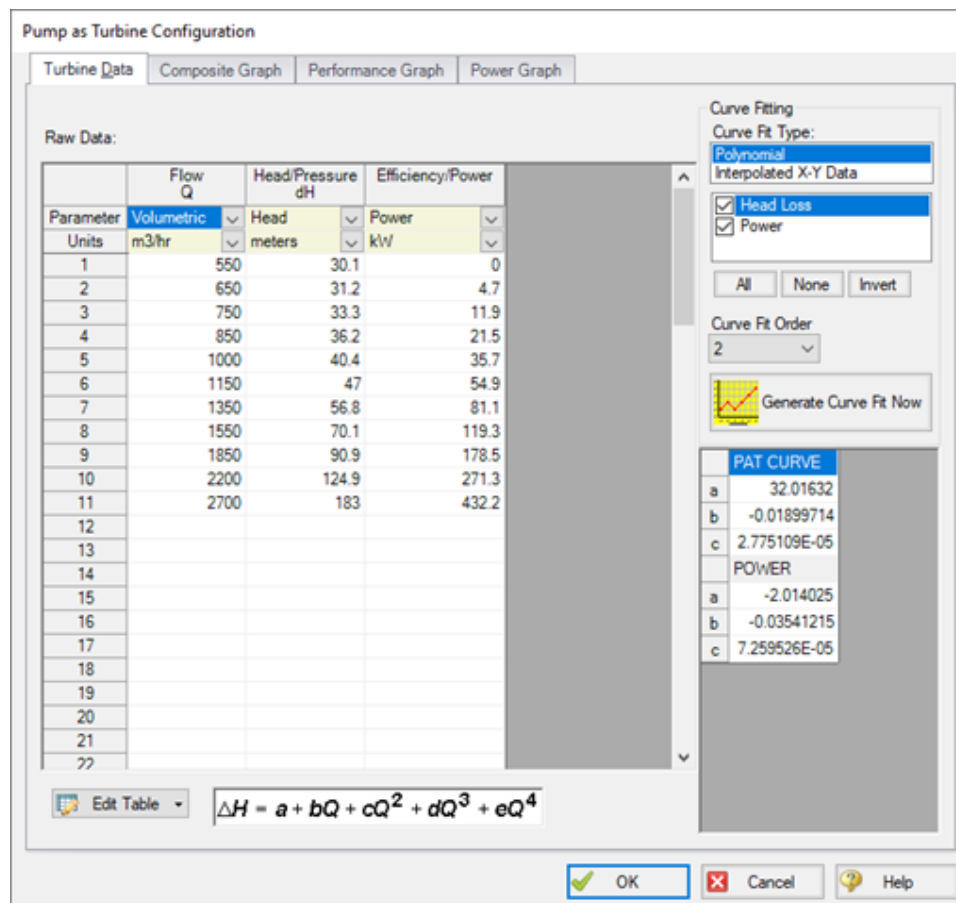 Pump as Turbine Configuration
Turbine Data Composite Graph Performance Graph Power Graph
Raw Data:
Flow Q Head/Pressure dH Efficiency/Power
Parameter Volumetric Head Power
Units m3/hr meters kW
1 550 30.1 0
2 650 31.2 4.7
3 750 33.3 11.9
4 850 36.2 21.5
5 1000 40.4 35.7
6 1150 47 54.9
7 1350 56.8 81.1
8 1550 70.1 119.3
9 1850 90.9 178.5
10 2200 124.9 271.3
11 2700 183 432.2
12
13
14
15
16
17
18
19
20
21
22
Edit Table
△H = a + bQ + cQ² + dQ³ + eQ⁴
Curve Fitting
Curve Fit Type:
Polynomial
Interpolated X-Y Data
Head Loss
Power
All None Invert
Curve Fit Order
2
Generate Curve Fit Now
PAT CURVE
a 32.01632
b -0.01899714
c 2.775109E-05
POWER
a -2.014025
b -0.03541215
c 7.259526E-05
OK Cancel Help